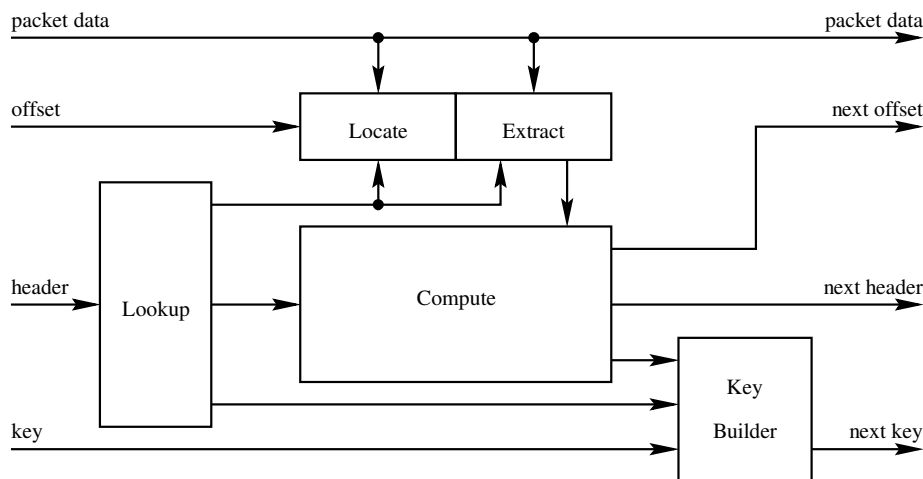 packet data
packet data
offset
next offset
Locate
Extract
header
Lookup
Compute
next header
Key
Builder
key
next key